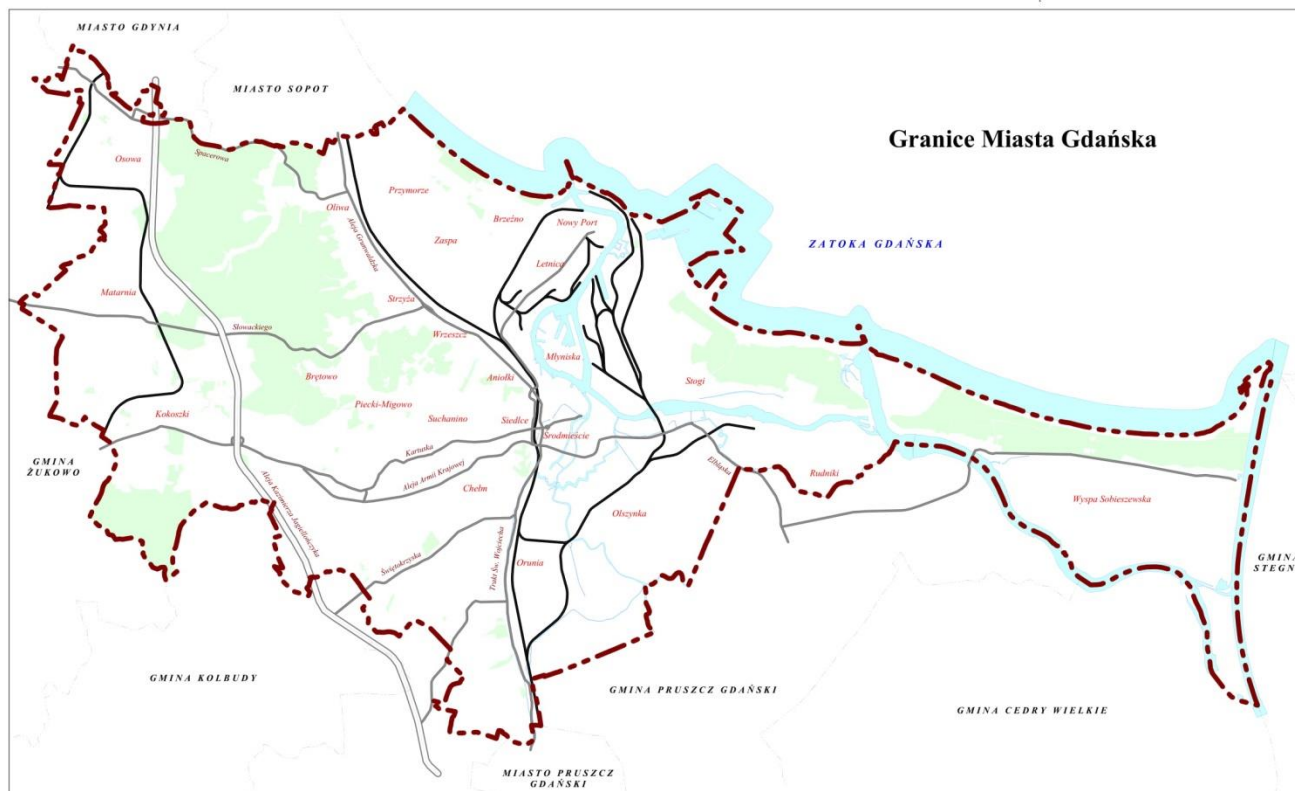 MIASTO GDYNIA
MIASTO SOPOT
Granice Miasta Gdańska
Osowa
Spacerowa
Przymorze
Oliwa
Brzeźno
Nowy Port
Aleja Grunwaldzka
Zaspa
ZATOKA GDAŃSKA
Letnica
Matarnia
Strzyża
Słowackiego
Wrzeszcz
Młyniska
Brętowo
Aniołki
Stogi
Piecki-Migowo
Kokoszki
Suchanino
Siedlce
Śródmieście
Kartuska
GMINA
ŻUKOWO
Aleja Armii Krajowej
Elbląska
Rudniki
Aleja Kazimierza Jagiellończyka
Chełm
Wyspa Sobieszewska
Olszynka
Świętokrzyska
Trakt Św. Wojciecha
Orunia
GMINA
STEGN
GMINA KOLBUDY
GMINA PRUSZCZ GDAŃSKI
GMINA CEDRY WIELKIE
MIASTO PRUSZCZ
GDAŃSKI